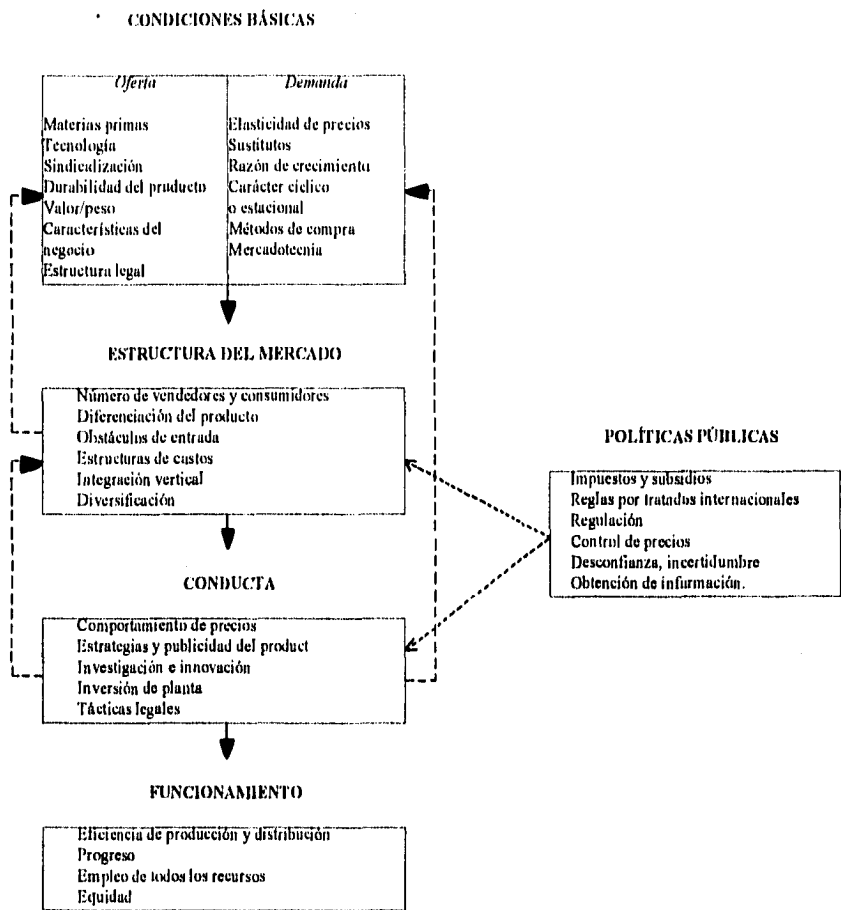 CONDICIONES BÁSICAS
Oferta
Materias primas
Tecnología
Sindicalización
Durabilidad del producto
Valor/peso
Características del
negocio
Estructura legal
Demanda
Elasticidad de precios
Sustitutos
Razón de crecimiento
Carácter cíclico
o estacional
Métodos de compra
Mercadotecnia
ESTRUCTURA DEL MERCADO
Número de vendedores y consumidores
Diferenciación del producto
Obstáculos de entrada
Estructuras de costos
Integración vertical
Diversificación
POLÍTICAS PÚBLICAS
Impuestos y subsidios
Reglas por tratados internacionales
Regulación
Control de precios
Desconfianza, incertidumbre
Obtención de información.
CONDUCTA
Comportamiento de precios
Estrategias y publicidad del product
Investigación e innovación
Inversión de planta
Tácticas legales
FUNCIONAMIENTO
Eficiencia de producción y distribución
Progreso
Empleo de todos los recursos
Equidad